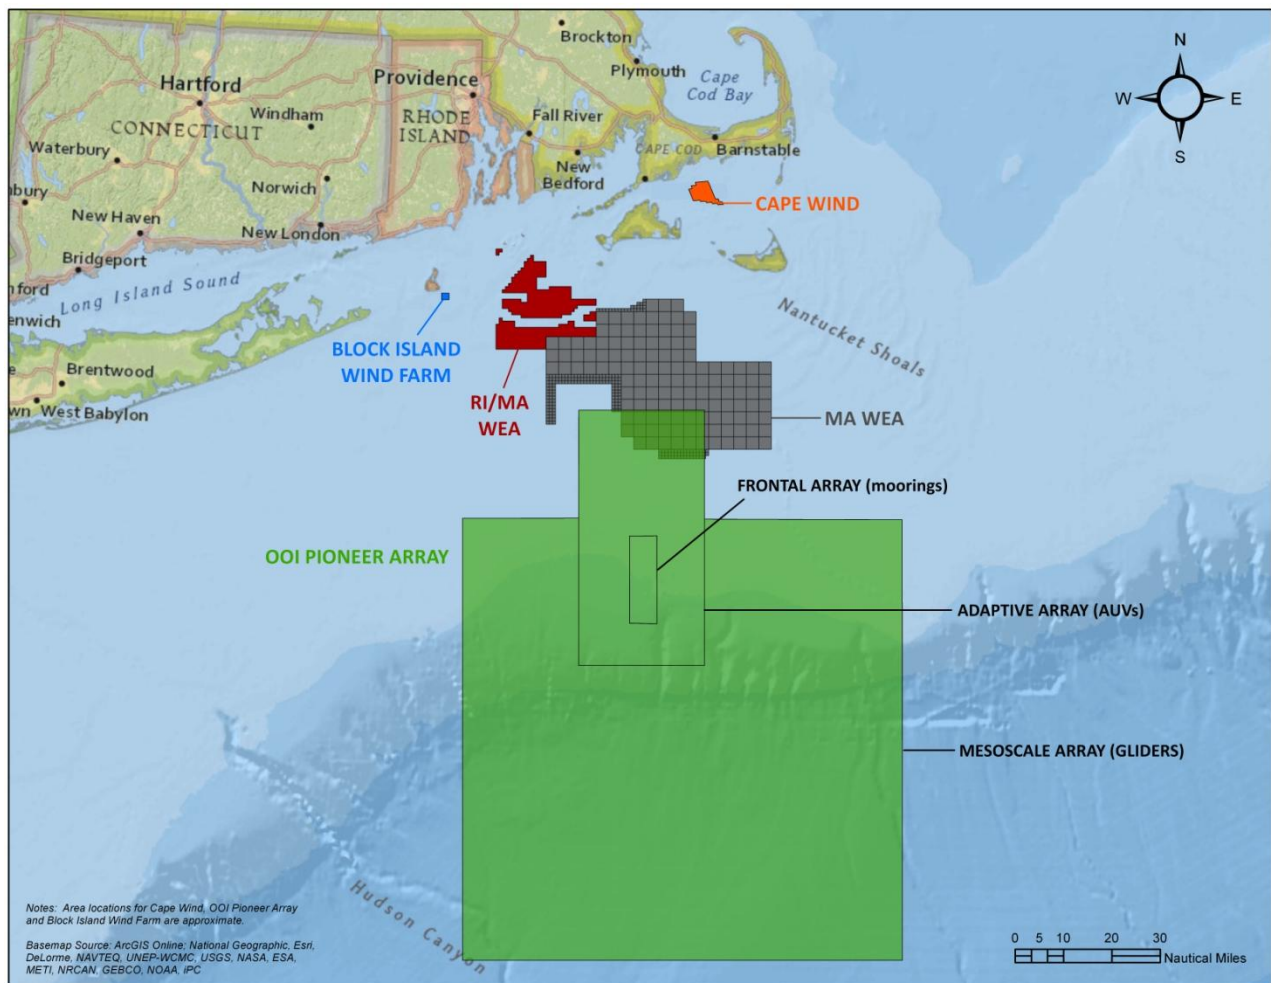 Brockton
N
Plymouth
Cape
Cod Bay
Hartford
Providence
W
E
Windham
RHODE
ISLAND
Fall River
CONNECTICUT
S
Waterbury
CAPE COD
Barnstable
New
Bedford
Norwich
bury
CAPE WIND
New Haven
New London
Bridgeport
Long Island Sound
enwich
Nantucket Shoals
BLOCK ISLAND
WIND FARM
Brentwood
RI/MA
WEA
wn
West Babylon
MA WEA
FRONTAL ARRAY (moorings)
OOI PIONEER ARRAY
ADAPTIVE ARRAY (AUVs)
MESOSCALE ARRAY (GLIDERS)
Hudson Canyon
Notes: Area locations for Cape Wind, OOI Pioneer Array
and Block Island Wind Farm are approximate.
Basemap Source: ArcGIS Online; National Geographic, Esri,
DeLorme, NAVTEQ, UNEP-WCMC, USGS, NASA, ESA,
METI, NRCAN, GEBCO, NOAA, iPC
0 5 10 20 30
Nautical Miles